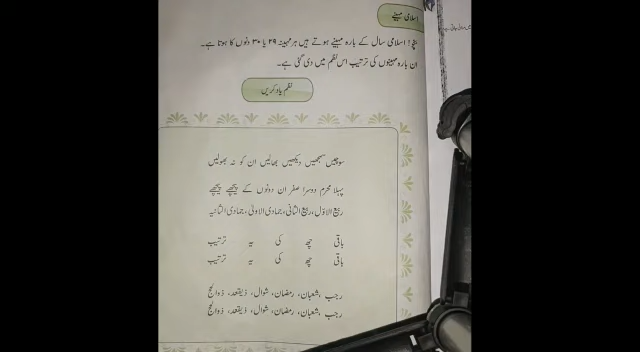 اسلامی مہینے
بچّو! اسلامی سال کے بارہ مہینے ہوتے ہیں ہر مہینہ ۲۹ یا ۳۰ دنوں کا ہوتا ہے۔
ان بارہ مہینوں کی ترتیب اس نظم میں دی گئی ہے۔
نظم یاد کریں
سوچیں سمجھیں دیکھیں بھالیں ان کو نہ بھولیں
پہلا محرم دوسرا صفر ان دونوں کے پیچھے پیچھے
ربیع الاوّل، ربیع الثانی، جمادی الاولٰی، جمادی الثانیہ
باقی چھ کی یہ ترتیب
باقی چھ کی یہ ترتیب
رجب، شعبان، رمضان، شوال، ذیقعد، ذوالحج
رجب، شعبان، رمضان، شوال، ذیقعد، ذوالحج